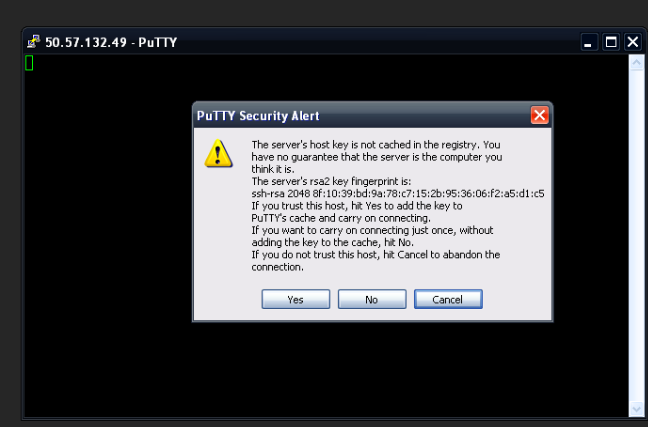 50.57.132.49 - PuTTY
PuTTY Security Alert
The server's host key is not cached in the registry. You
have no guarantee that the server is the computer you
think it is.
The server's rsa2 key fingerprint is:
ssh-rsa 2048 8f:10:39:bd:9a:78:c7:15:2b:95:36:06:f2:a5:d1:c5
If you trust this host, hit Yes to add the key to
PuTTY's cache and carry on connecting.
If you want to carry on connecting just once, without
adding the key to the cache, hit No.
If you do not trust this host, hit Cancel to abandon the
connection.
Yes No Cancel